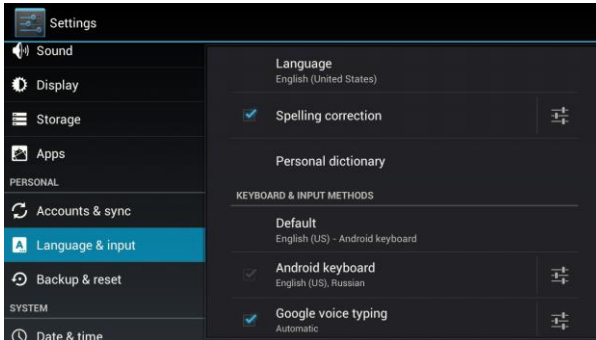 Settings
Sound
Display
Storage
Apps
PERSONAL
Accounts & sync
Language & input
Backup & reset
SYSTEM
Date & time
Language
English (United States)
Spelling correction
Personal dictionary
KEYBOARD & INPUT METHODS
Default
English (US) - Android keyboard
Android keyboard
English (US), Russian
Google voice typing
Automatic